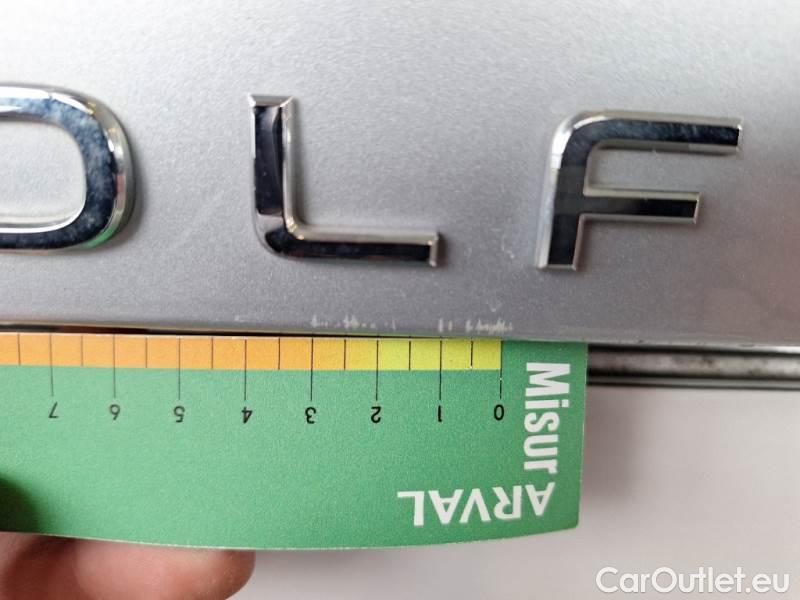 OLF
7 6 5 4 3 2 1 0
Misur
ARVAL
CarOutlet.eu